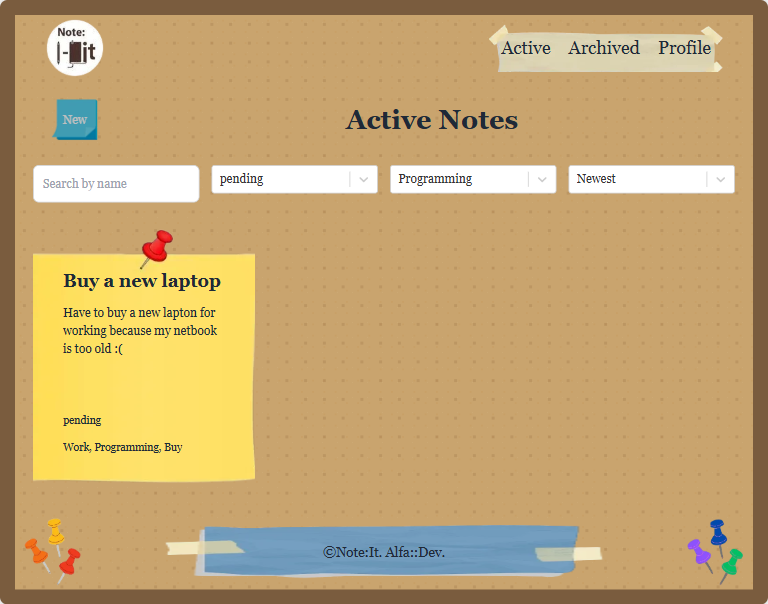 Note:
I-Kit
Active Archived Profile
New
Active Notes
Search by name
pending
Programming
Newest
Buy a new laptop
Have to buy a new lapton for
working because my netbook
is too old :(
pending
Work, Programming, Buy
©Note:It. Alfa::Dev.